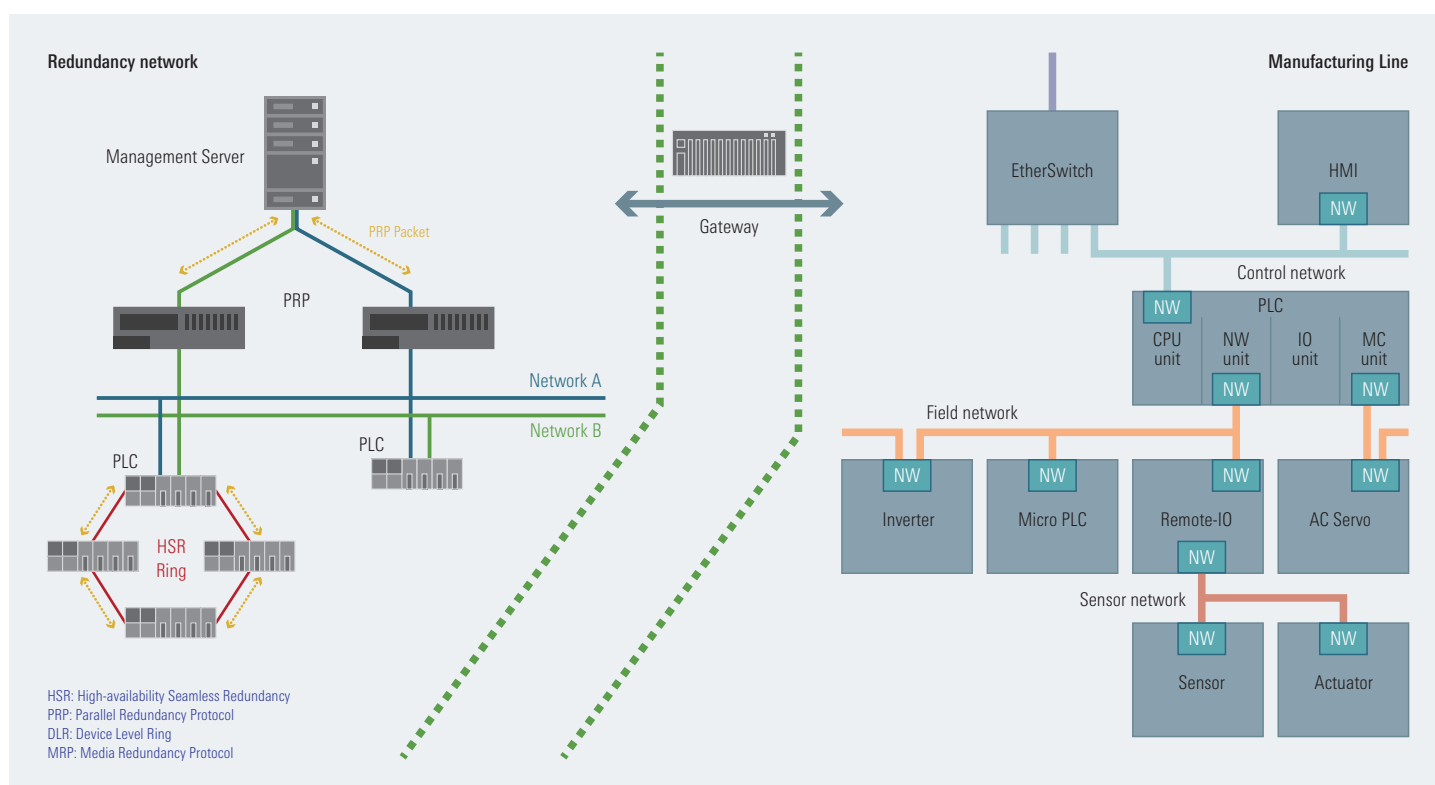 Redundancy network
Manufacturing Line
Management Server
PRP Packet
PRP
Network A
Network B
PLC
PLC
HSR
Ring
HSR: High-availability Seamless Redundancy
PRP: Parallel Redundancy Protocol
DLR: Device Level Ring
MRP: Media Redundancy Protocol
Gateway
EtherSwitch
HMI
NW
Control network
NW
PLC
CPU
unit
NW
unit
IO
unit
MC
unit
NW
NW
Field network
NW
NW
NW
NW
Inverter
Micro PLC
Remote-IO
AC Servo
NW
Sensor network
NW
NW
Sensor
Actuator